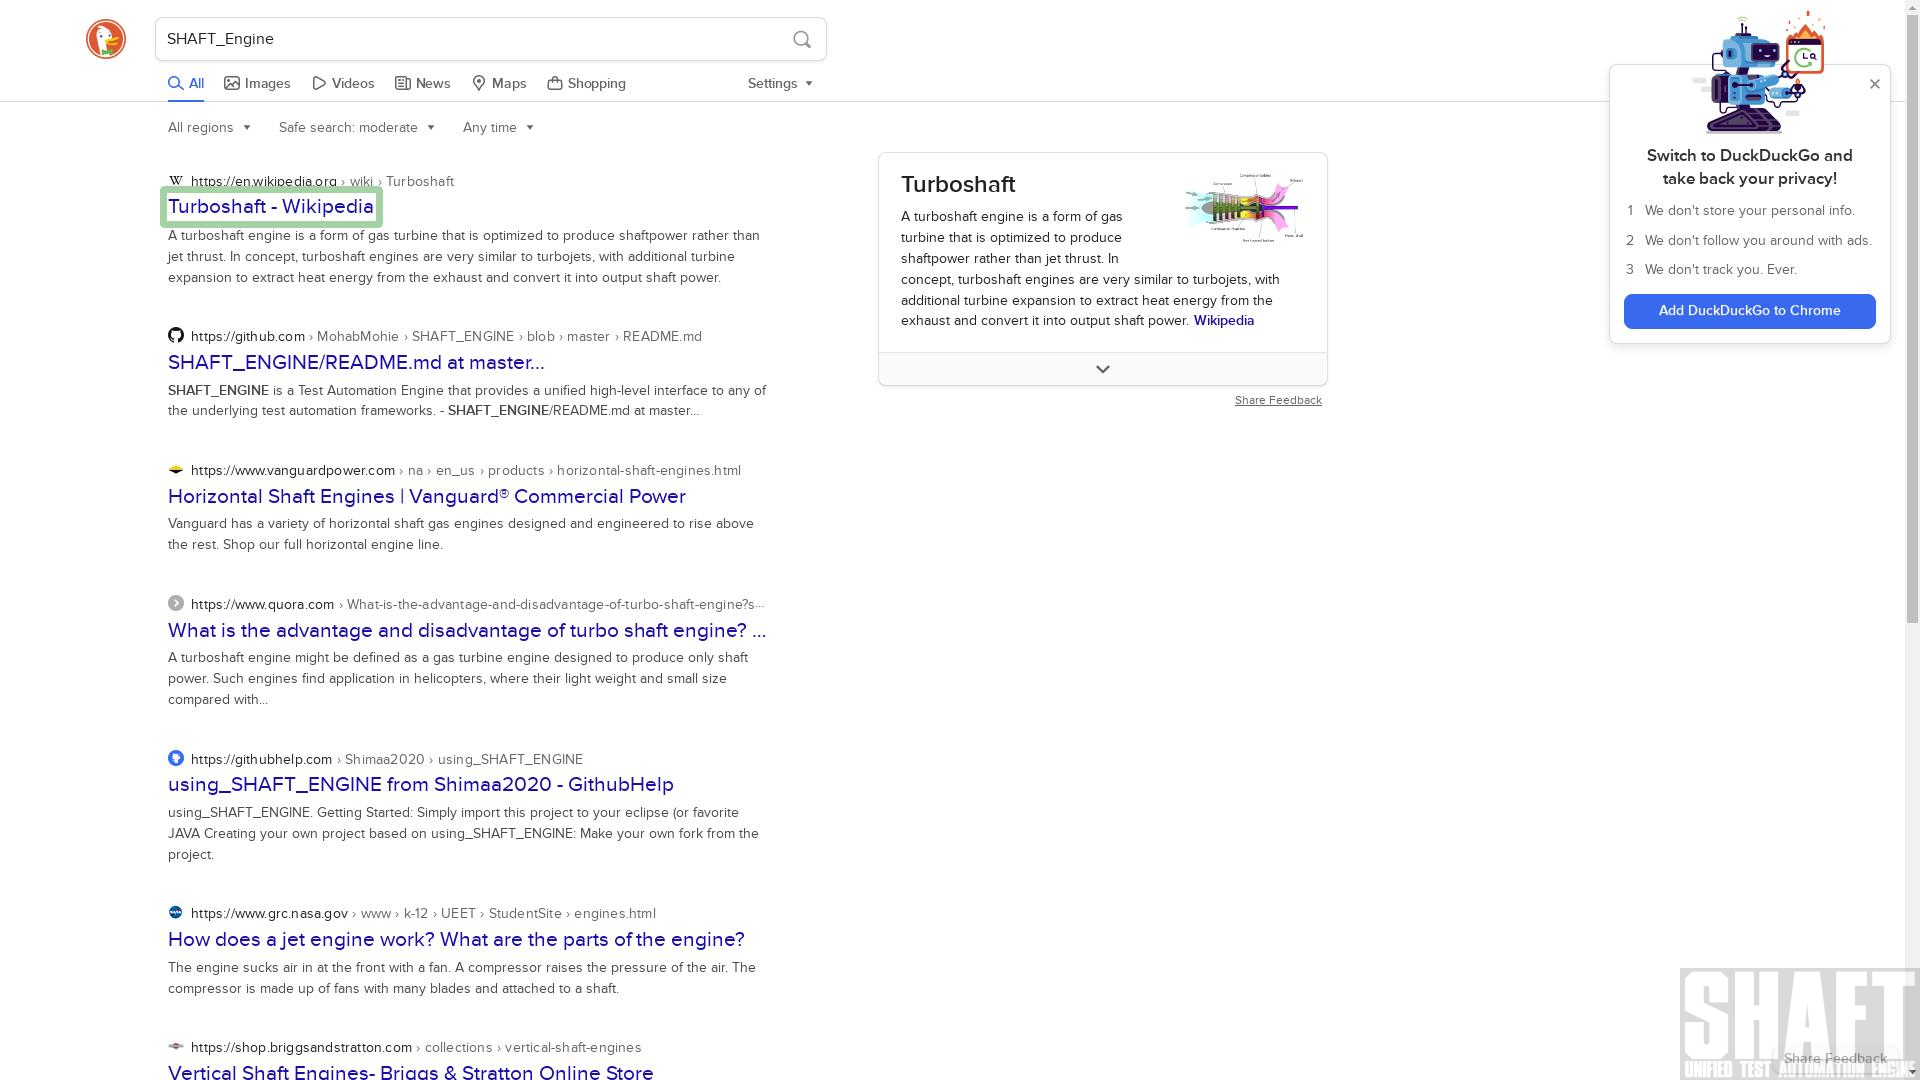 SHAFT_Engine
All Images Videos News Maps Shopping Settings
All regions Safe search: moderate Any time
https://en.wikipedia.org › wiki › Turboshaft
Turboshaft - Wikipedia
A turboshaft engine is a form of gas turbine that is optimized to produce shaftpower rather than
jet thrust. In concept, turboshaft engines are very similar to turbojets, with additional turbine
expansion to extract heat energy from the exhaust and convert it into output shaft power.
https://github.com › MohabMohie › SHAFT_ENGINE › blob › master › README.md
SHAFT_ENGINE/README.md at master...
SHAFT_ENGINE is a Test Automation Engine that provides a unified high-level interface to any of
the underlying test automation frameworks. - SHAFT_ENGINE/README.md at master...
https://www.vanguardpower.com › na › en_us › products › horizontal-shaft-engines.html
Horizontal Shaft Engines | Vanguard® Commercial Power
Vanguard has a variety of horizontal shaft gas engines designed and engineered to rise above
the rest. Shop our full horizontal engine line.
https://www.quora.com › What-is-the-advantage-and-disadvantage-of-turbo-shaft-engine?s...
What is the advantage and disadvantage of turbo shaft engine? ...
A turboshaft engine might be defined as a gas turbine engine designed to produce only shaft
power. Such engines find application in helicopters, where their light weight and small size
compared with...
https://githubhelp.com › Shimaa2020 › using_SHAFT_ENGINE
using_SHAFT_ENGINE from Shimaa2020 - GithubHelp
using_SHAFT_ENGINE. Getting Started: Simply import this project to your eclipse (or favorite
JAVA Creating your own project based on using_SHAFT_ENGINE: Make your own fork from the
project.
https://www.grc.nasa.gov › www › k-12 › UEET › StudentSite › engines.html
How does a jet engine work? What are the parts of the engine?
The engine sucks air in at the front with a fan. A compressor raises the pressure of the air. The
compressor is made up of fans with many blades and attached to a shaft.
https://shop.briggsandstratton.com › collections › vertical-shaft-engines
Vertical Shaft Engines- Briggs & Stratton Online Store
Turboshaft
A turboshaft engine is a form of gas
turbine that is optimized to produce
shaftpower rather than jet thrust. In
concept, turboshaft engines are very similar to turbojets, with
additional turbine expansion to extract heat energy from the
exhaust and convert it into output shaft power. Wikipedia
Share Feedback
Switch to DuckDuckGo and
take back your privacy!
1 We don't store your personal info.
2 We don't follow you around with ads.
3 We don't track you. Ever.
Add DuckDuckGo to Chrome
SHAFT
Share Feedback
UNIFIED TEST AUTOMATION ENGINE